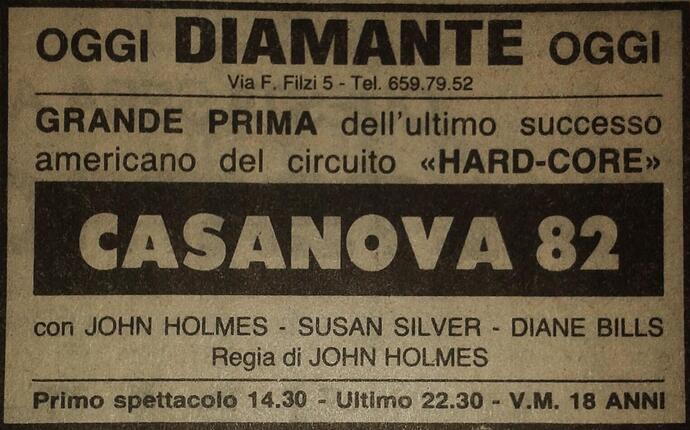 OGGI DIAMANTE OGGI
Via F. Filzi 5 - Tel. 659.79.52
GRANDE PRIMA dell'ultimo successo
americano del circuito «HARD-CORE»
CASANOVA 82
con JOHN HOLMES - SUSAN SILVER - DIANE BILLS
Regia di JOHN HOLMES
Primo spettacolo 14.30 - Ultimo 22.30 - V.M. 18 ANNI